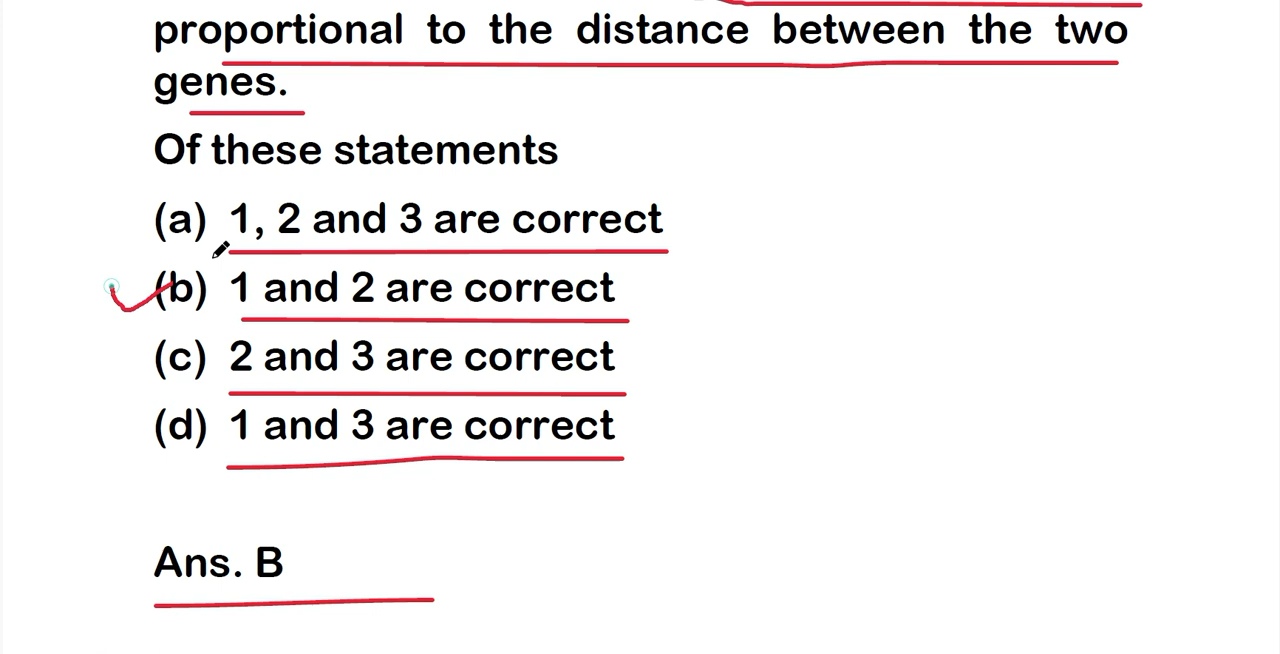 proportional to the distance between the two
genes.
Of these statements
(a) 1, 2 and 3 are correct
(b) 1 and 2 are correct
(c) 2 and 3 are correct
(d) 1 and 3 are correct
Ans. B